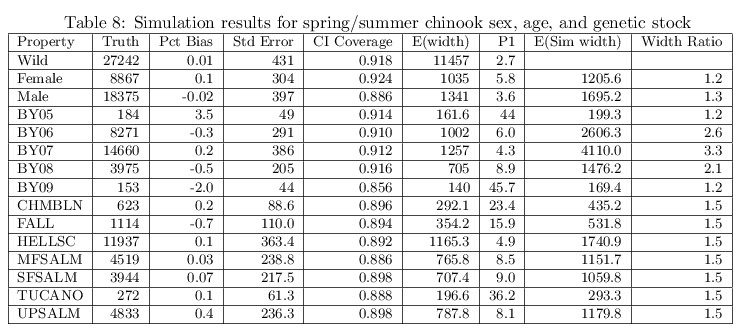 Table 8: Simulation results for spring/summer chinook sex, age, and genetic stock
Property Truth Pct Bias Std Error CI Coverage E(width) P1 E(Sim width) Width Ratio
Wild 27242 0.01 431 0.918 11457 2.7
Female 8867 0.1 304 0.924 1035 5.8 1205.6 1.2
Male 18375 -0.02 397 0.886 1341 3.6 1695.2 1.3
BY05 184 3.5 49 0.914 161.6 44 199.3 1.2
BY06 8271 -0.3 291 0.910 1002 6.0 2606.3 2.6
BY07 14660 0.2 386 0.912 1257 4.3 4110.0 3.3
BY08 3975 -0.5 205 0.916 705 8.9 1476.2 2.1
BY09 153 -2.0 44 0.856 140 45.7 169.4 1.2
CHMBLN 623 0.2 88.6 0.896 292.1 23.4 435.2 1.5
FALL 1114 -0.7 110.0 0.894 354.2 15.9 531.8 1.5
HELLSC 11937 0.1 363.4 0.892 1165.3 4.9 1740.9 1.5
MFSALM 4519 0.03 238.8 0.886 765.8 8.5 1151.7 1.5
SFSALM 3944 0.07 217.5 0.898 707.4 9.0 1059.8 1.5
TUCANO 272 0.1 61.3 0.888 196.6 36.2 293.3 1.5
UPSALM 4833 0.4 236.3 0.898 787.8 8.1 1179.8 1.5